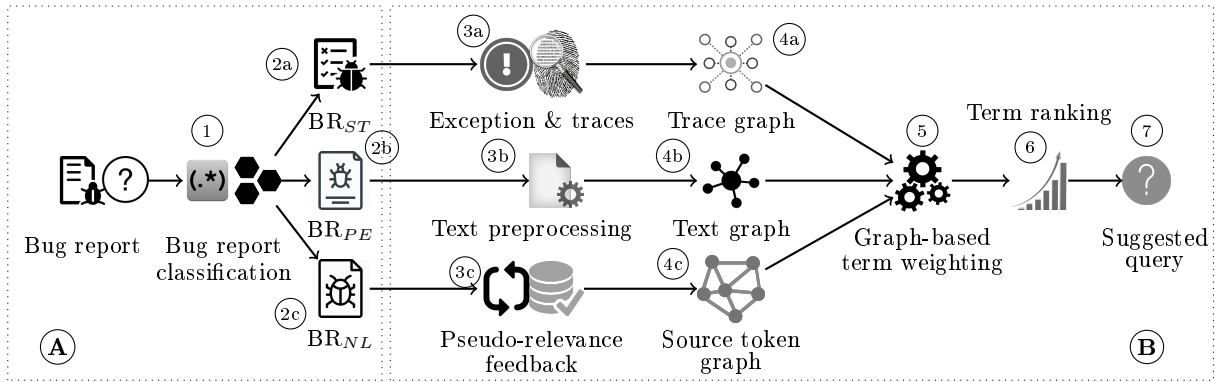 3a
4a
2a
BR_ST
Exception & traces
Trace graph
Term ranking
1
2b
3b
4b
5
6
7
?
(.*)
!
?
Bug report
Bug report
classification
BR_PE
Text preprocessing
Text graph
Graph-based
term weighting
Suggested
query
2c
3c
4c
BR_NL
Pseudo-relevance
feedback
Source token
graph
A
B